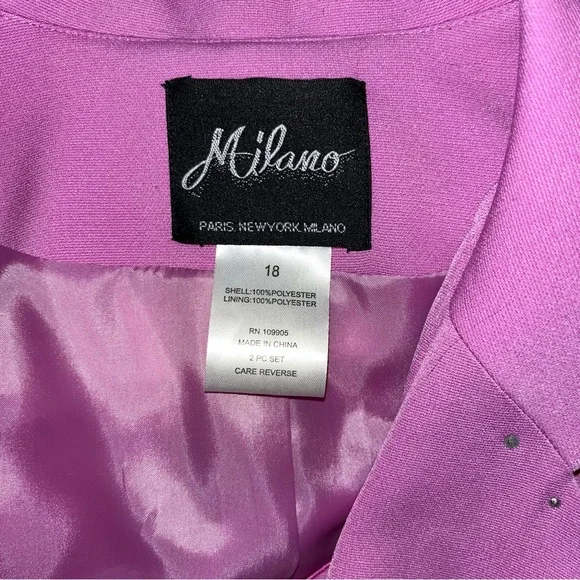 Milano
PARIS. NEWYORK. MILANO
18
SHELL:100%POLYESTER
LINING:100%POLYESTER
RN 109905
MADE IN CHINA
2 PC SET
CARE REVERSE